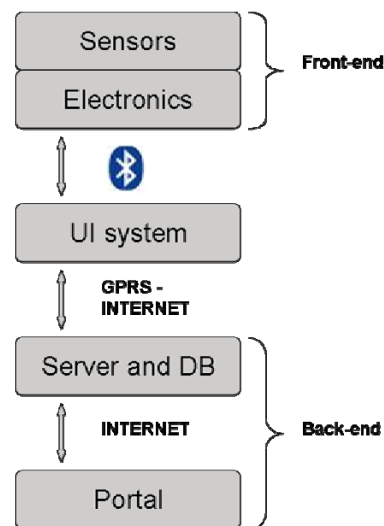 Sensors
Front-end
Electronics
UI system
GPRS -
INTERNET
Server and DB
INTERNET
Back-end
Portal